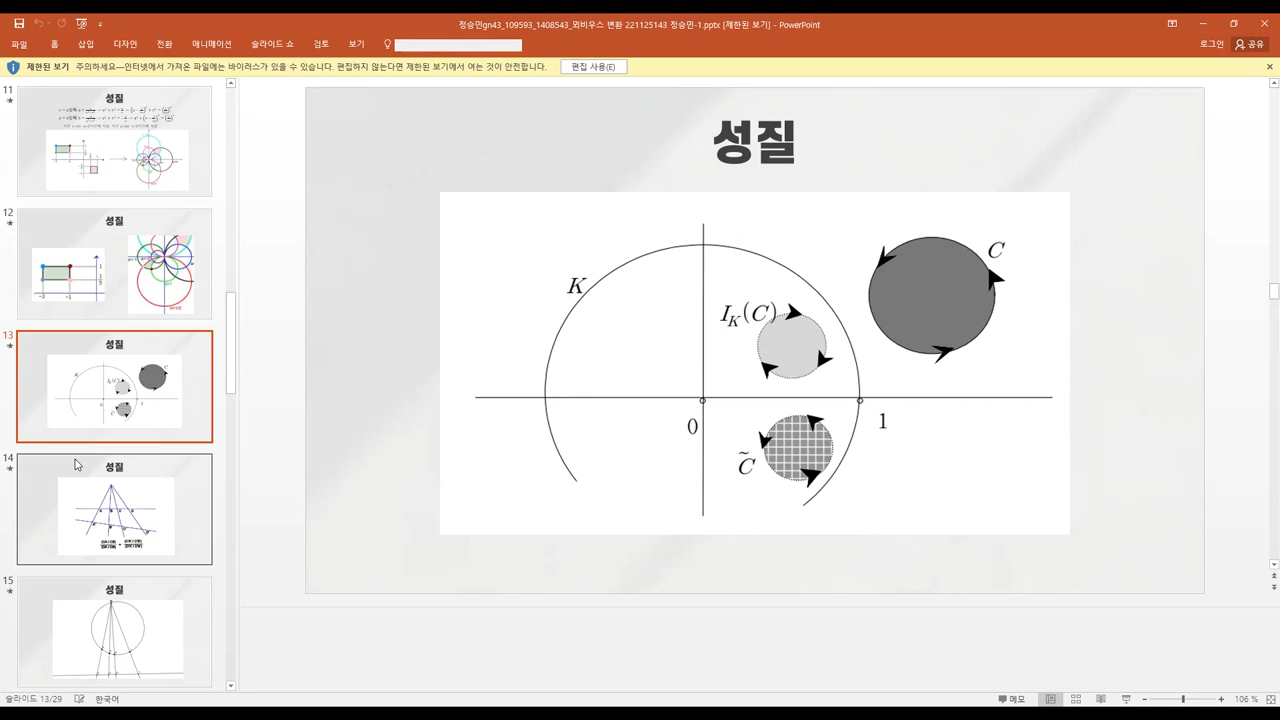 정승민gn43_109593_1408543_뫼비우스 변환 221125143 정승민-1.pptx [제한된 보기] - PowerPoint
파일 홈 삽입 디자인 전환 애니메이션 슬라이드 쇼 검토 보기 로그인 공유
제한된 보기 주의하세요—인터넷에서 가져온 파일에는 바이러스가 있을 수 있습니다. 편집하지 않는다면 제한된 보기에서 여는 것이 안전합니다. 편집 사용(E)
11
성질
12
성질
13
성질
K
I_K(C)
C
0
1
C̃
14
성질
15
성질
성질
K
I_K(C)
C
0
1
C̃
슬라이드 13/29 한국어 메모 106 %